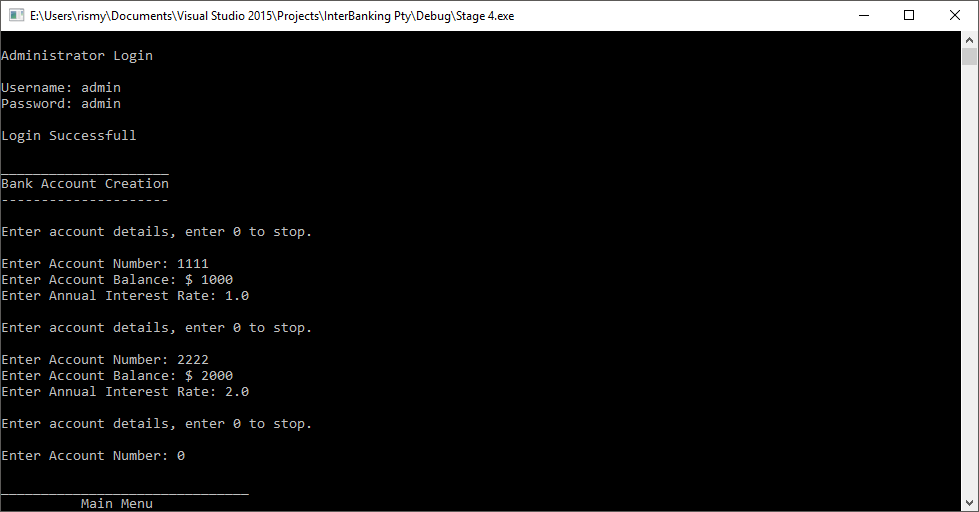 E:\Users\rismy\Documents\Visual Studio 2015\Projects\InterBanking Pty\Debug\Stage 4.exe
Administrator Login
Username: admin
Password: admin
Login Successfull
_____________________
Bank Account Creation
---------------------
Enter account details, enter 0 to stop.
Enter Account Number: 1111
Enter Account Balance: $ 1000
Enter Annual Interest Rate: 1.0
Enter account details, enter 0 to stop.
Enter Account Number: 2222
Enter Account Balance: $ 2000
Enter Annual Interest Rate: 2.0
Enter account details, enter 0 to stop.
Enter Account Number: 0
_______________________________
Main Menu